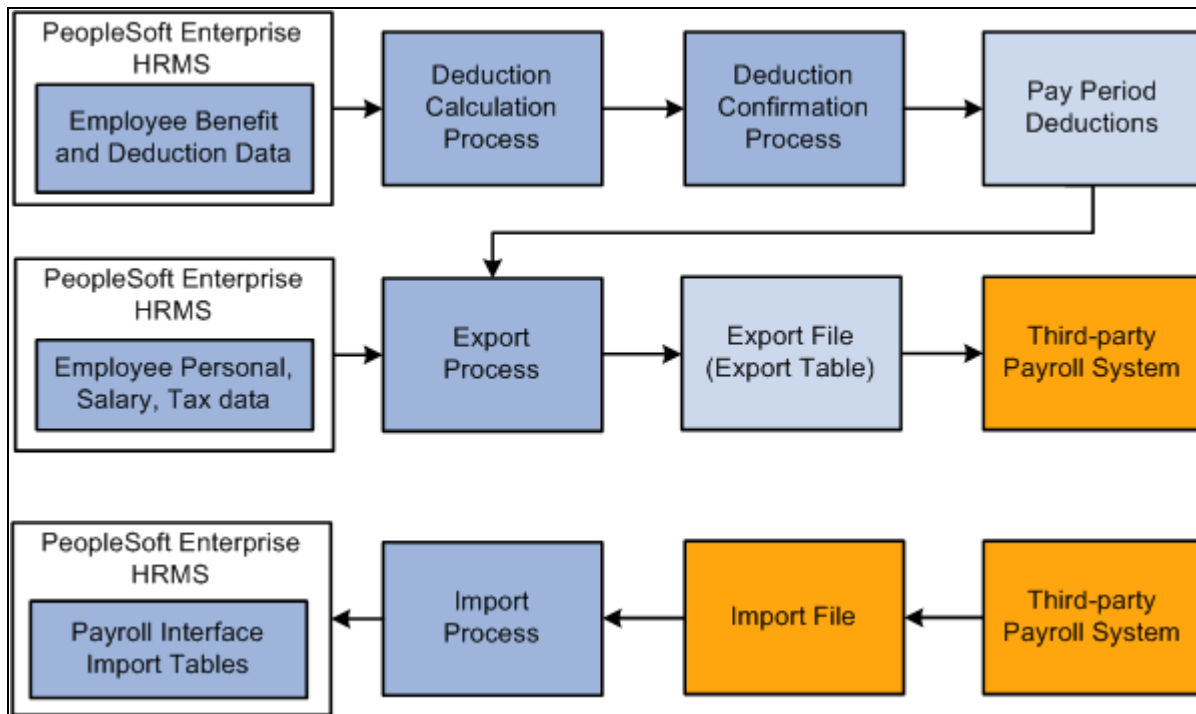 PeopleSoft Enterprise
HRMS
Employee Benefit
and Deduction Data
Deduction
Calculation
Process
Deduction
Confirmation
Process
Pay Period
Deductions
PeopleSoft Enterprise
HRMS
Employee Personal,
Salary, Tax data
Export
Process
Export File
(Export Table)
Third-party
Payroll System
PeopleSoft Enterprise
HRMS
Payroll Interface
Import Tables
Import
Process
Import File
Third-party
Payroll System